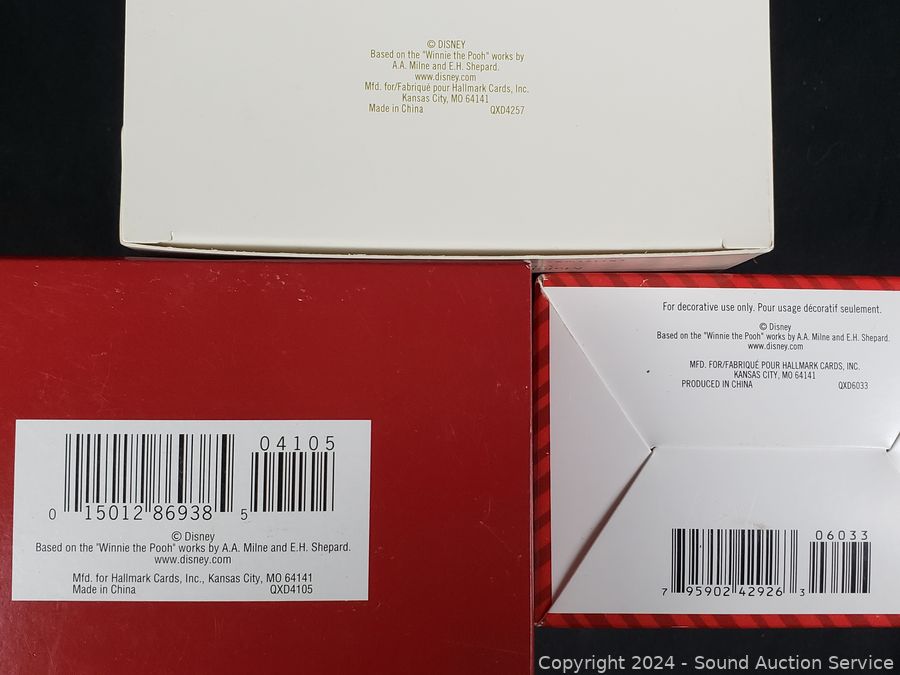 © DISNEY
Based on the "Winnie the Pooh" works by
A.A. Milne and E.H. Shepard.
www.disney.com
Mfd. for/Fabriqué pour Hallmark Cards, Inc.
Kansas City, MO 64141
Made in China QXD4257
04105
0 15012 86938 5
© Disney
Based on the "Winnie the Pooh" works by A.A. Milne and E.H. Shepard.
www.disney.com
Mfd. for Hallmark Cards, Inc., Kansas City, MO 64141
Made in China QXD4105
For decorative use only. Pour usage décoratif seulement.
© Disney
Based on the "Winnie the Pooh" works by A.A. Milne and E.H. Shepard.
www.disney.com
MFD. FOR/FABRIQUÉ POUR HALLMARK CARDS, INC.
KANSAS CITY, MO 64141
PRODUCED IN CHINA QXD6033
06033
7 95902 42926 3
Copyright 2024 - Sound Auction Service